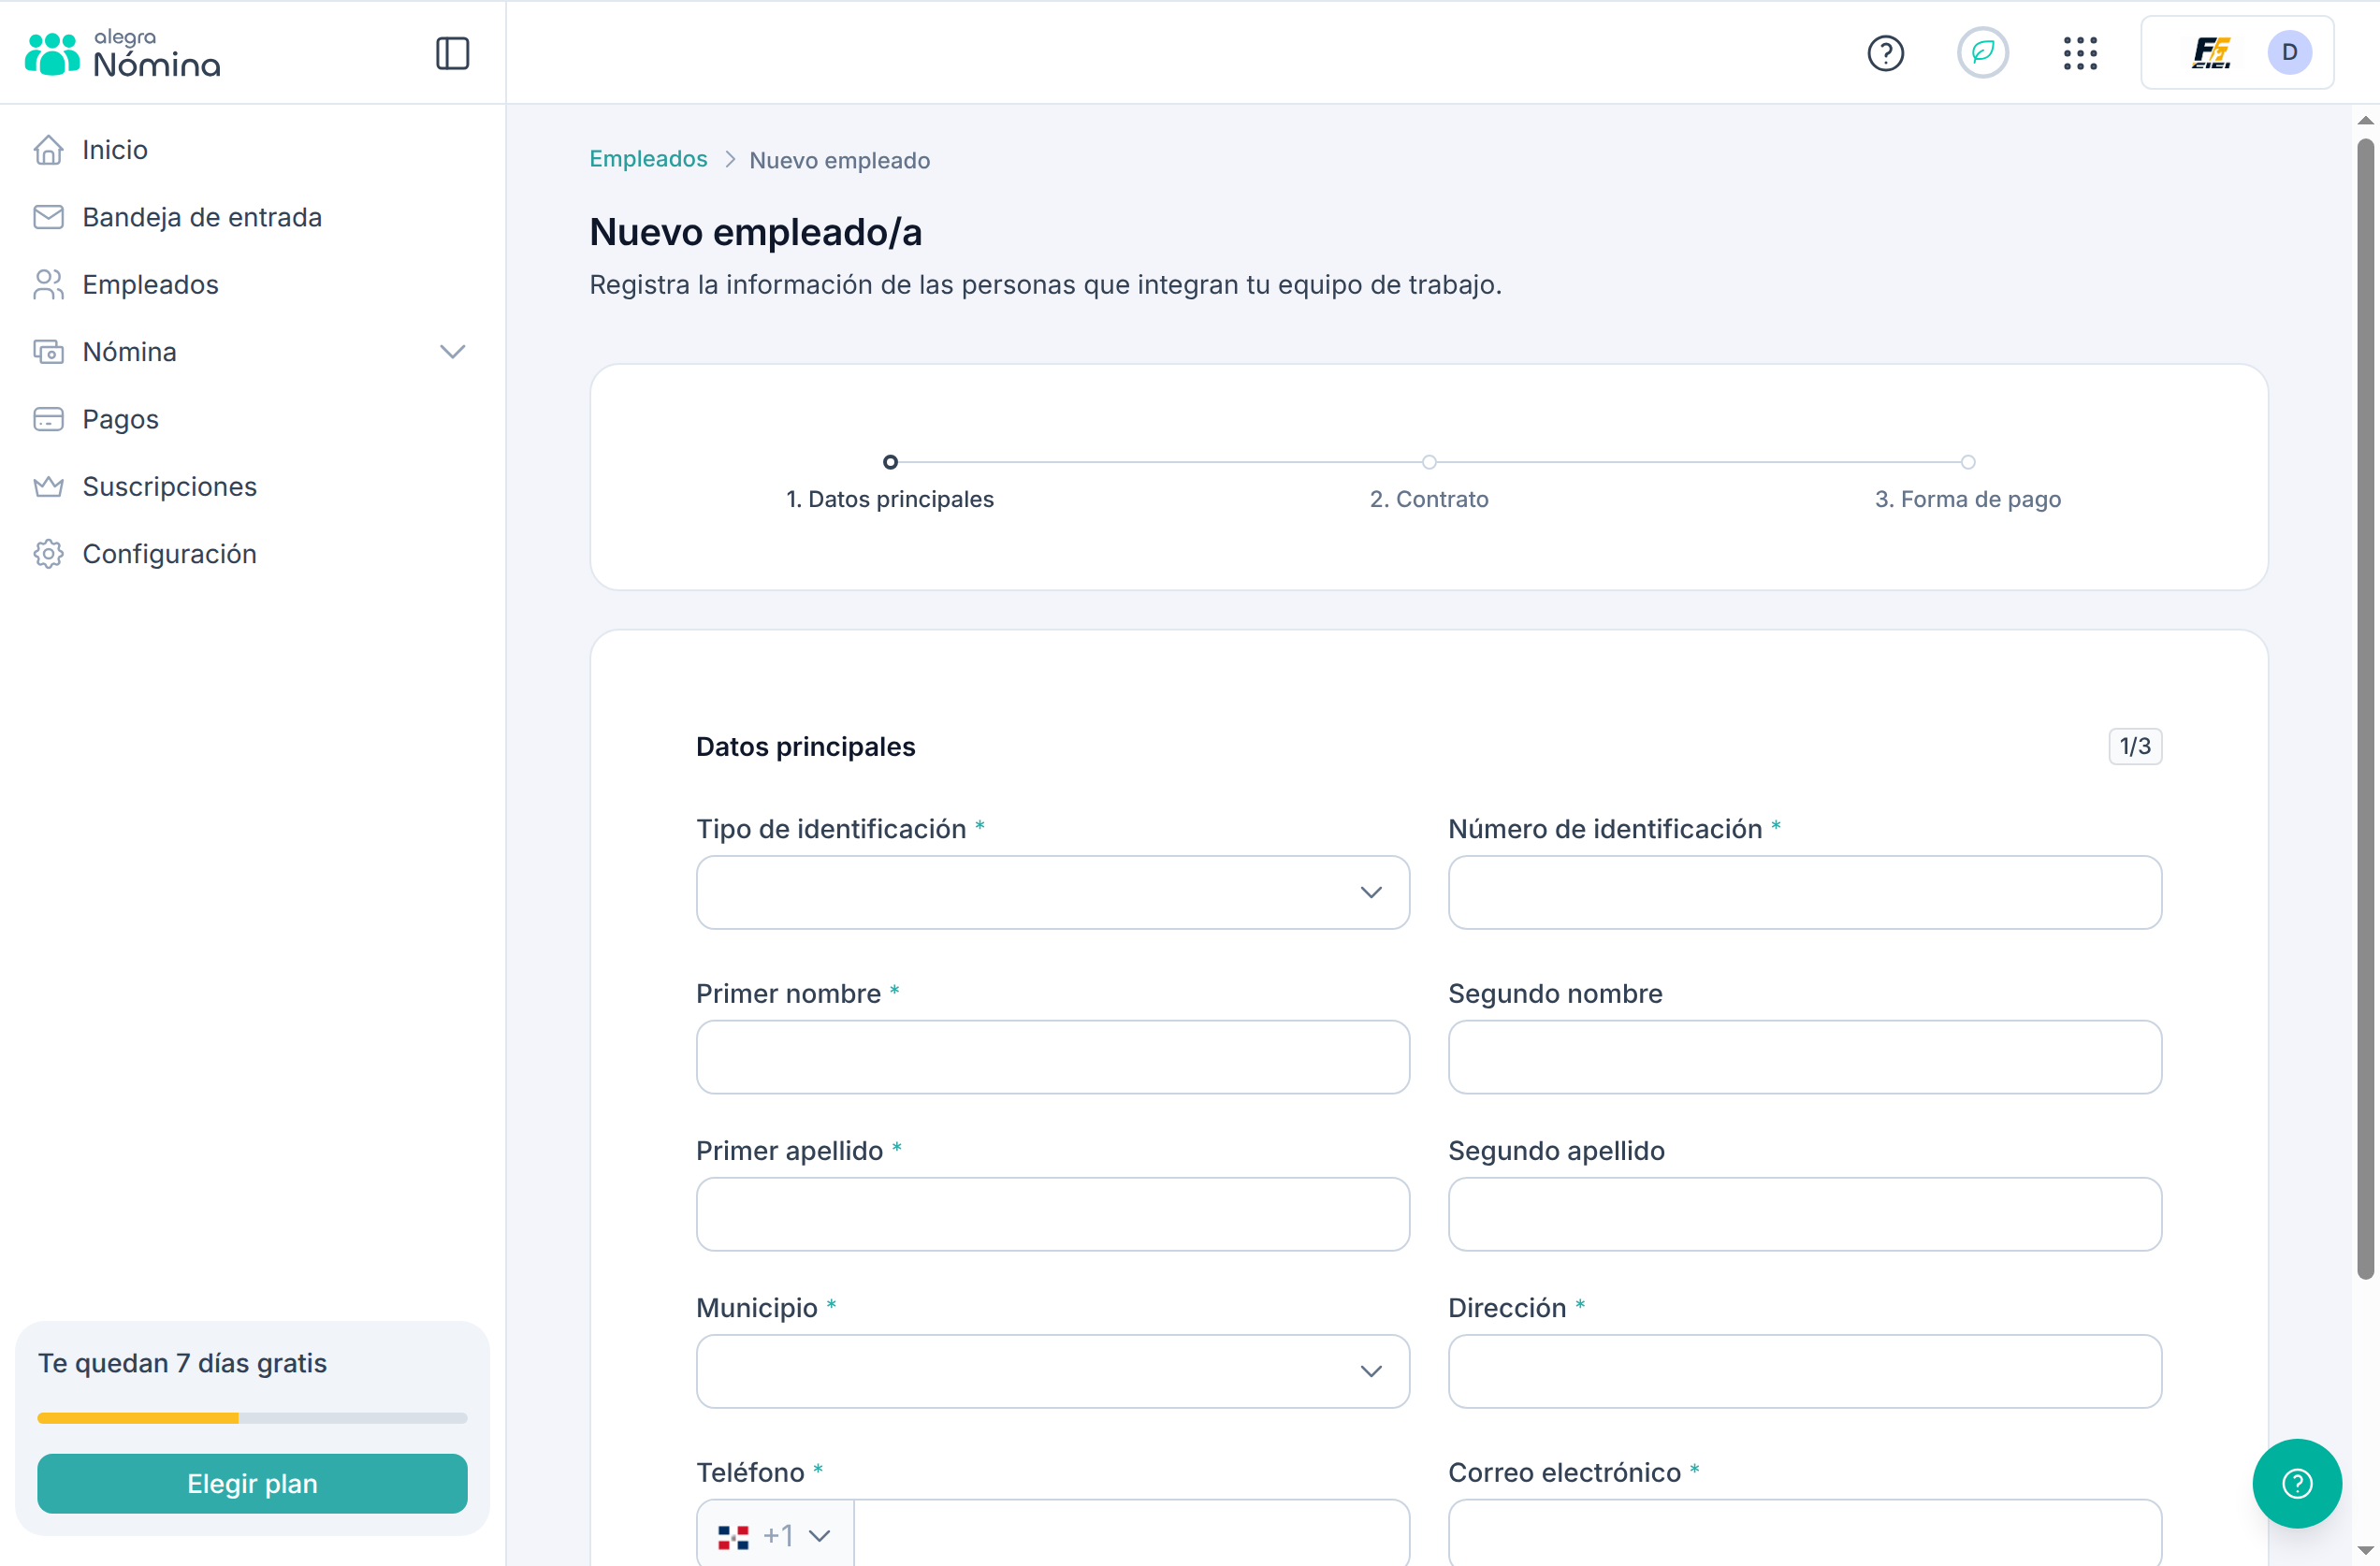 alegra
Nómina
D
Inicio
Bandeja de entrada
Empleados
Nómina
Pagos
Suscripciones
Configuración
Te quedan 7 días gratis
Elegir plan
Empleados > Nuevo empleado
Nuevo empleado/a
Registra la información de las personas que integran tu equipo de trabajo.
1. Datos principales
2. Contrato
3. Forma de pago
Datos principales
1/3
Tipo de identificación *
Número de identificación *
Primer nombre *
Segundo nombre
Primer apellido *
Segundo apellido
Municipio *
Dirección *
Teléfono *
Correo electrónico *
+1